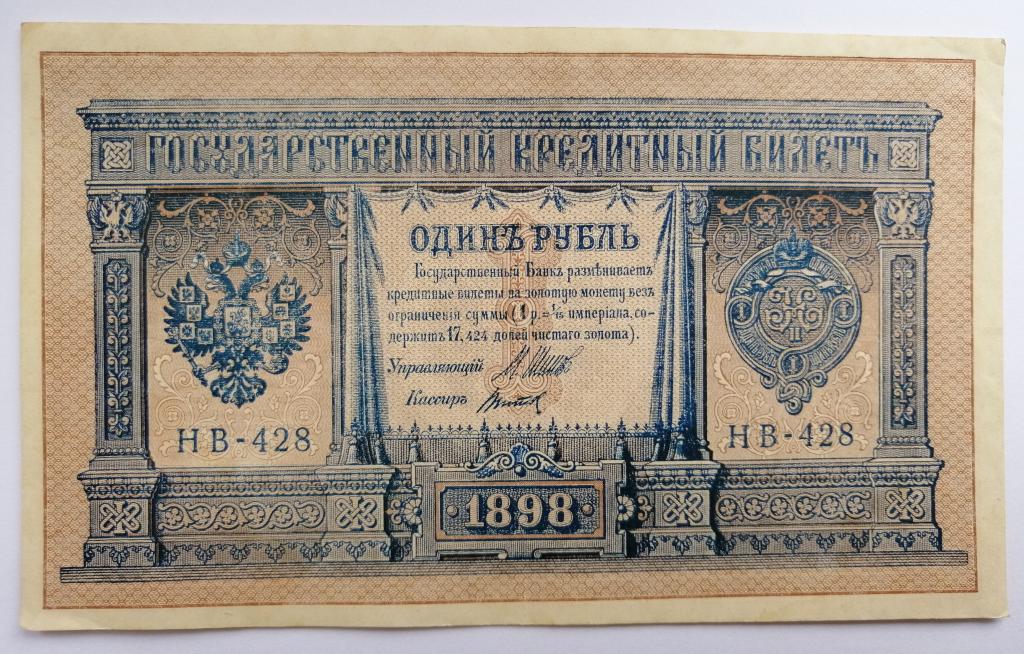 ГОСУДАРСТВЕННЫЙ КРЕДИТНЫЙ БИЛЕТЪ
ОДИНЪ РУБЛЬ
Государственный Банкъ размѣниваетъ
кредитные билеты на золотую монету безъ
ограниченія суммы (1 р. = 1/15 имперіала, со-
держитъ 17,424 долей чистаго золота).
Управляющій
Кассиръ
НВ-428
НВ-428
1898